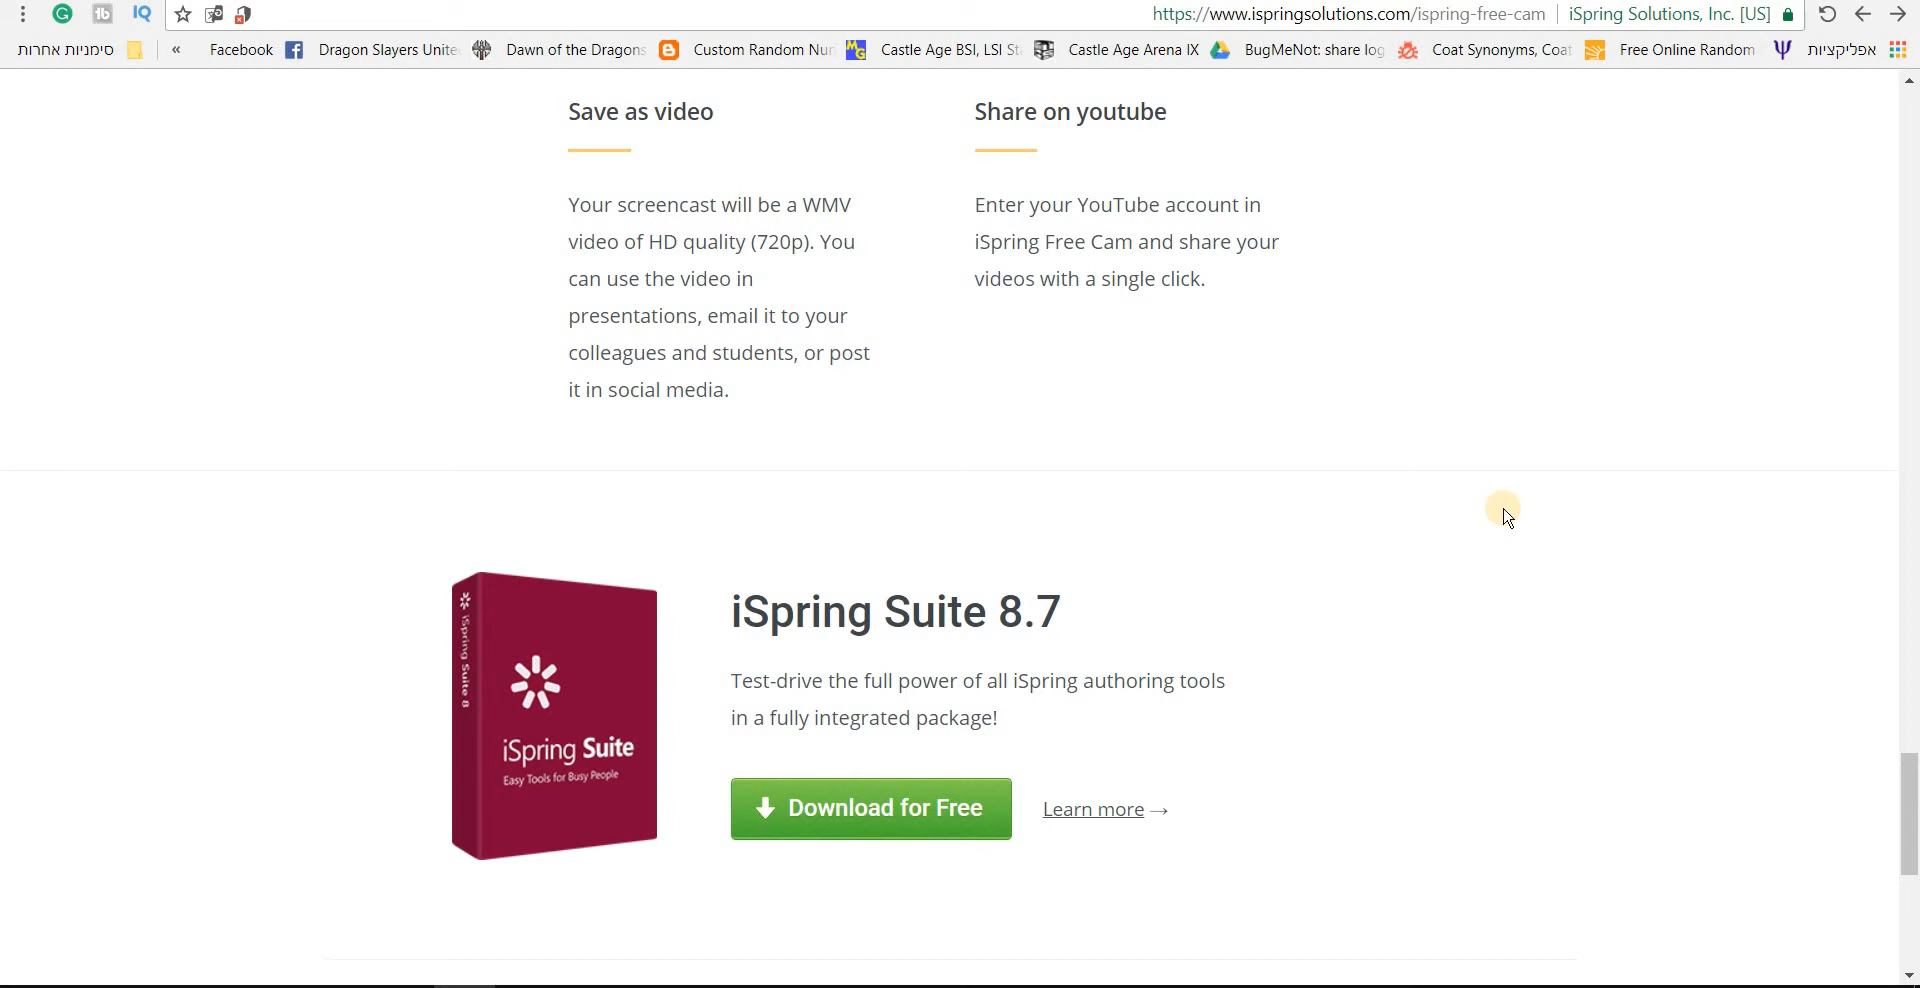 https://www.ispringsolutions.com/ispring-free-cam iSpring Solutions, Inc. [US]
סימניות אחרות « Facebook Dragon Slayers Unite Dawn of the Dragons Custom Random Nu Castle Age BSI, LSI St Castle Age Arena IX BugMeNot: share log Coat Synonyms, Coat Free Online Random אפליקציות
Save as video
Your screencast will be a WMV
video of HD quality (720p). You
can use the video in
presentations, email it to your
colleagues and students, or post
it in social media.
Share on youtube
Enter your YouTube account in
iSpring Free Cam and share your
videos with a single click.
iSpring Suite 8
iSpring Suite
Easy Tools for Busy People
iSpring Suite 8.7
Test-drive the full power of all iSpring authoring tools
in a fully integrated package!
Download for Free
Learn more →